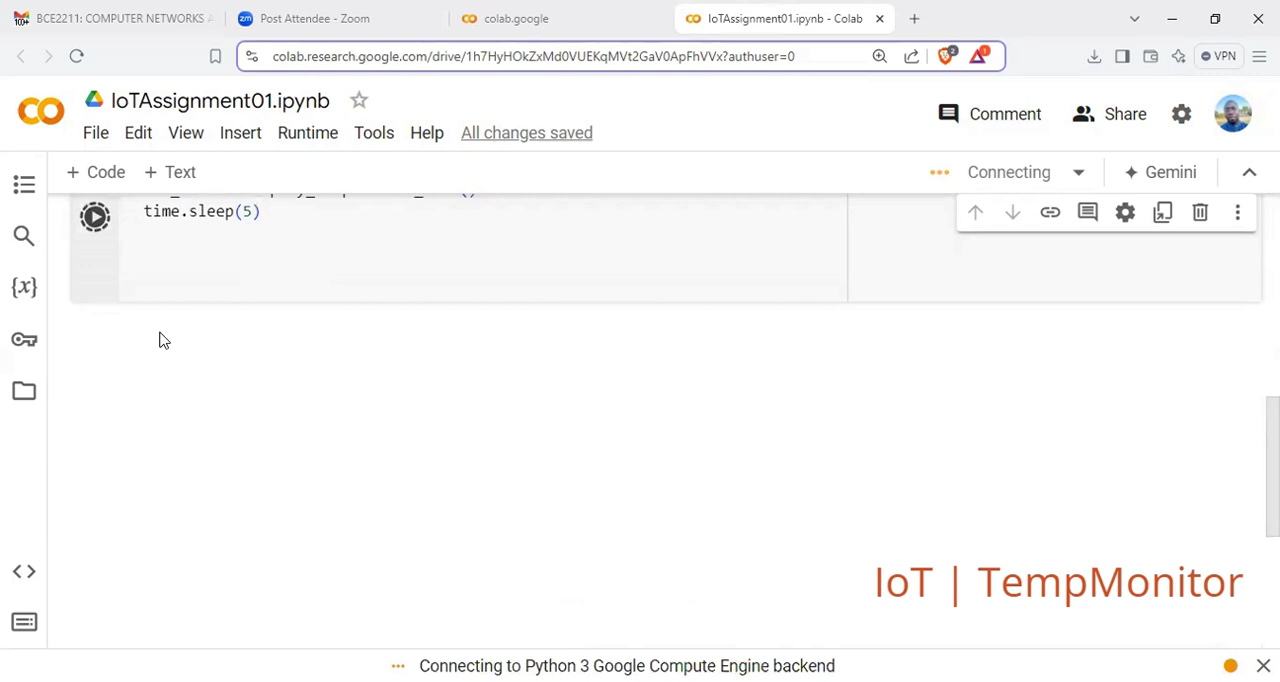 BCE2211: COMPUTER NETWORKS
Post Attendee - Zoom
colab.google
IoTAssignment01.ipynb - Colab
colab.research.google.com/drive/1h7HyHOkZxMd0VUEKqMVt2GaV0ApFhVVx?authuser=0
2
1
VPN
IoTAssignment01.ipynb
Comment
Share
File Edit View Insert Runtime Tools Help All changes saved
+ Code + Text
Connecting
Gemini
time.sleep(5)
{x}
IoT | TempMonitor
Connecting to Python 3 Google Compute Engine backend